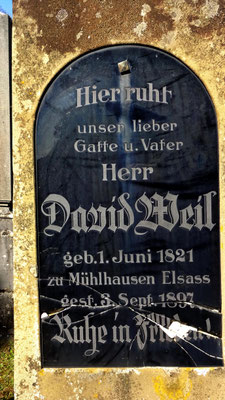 Hier ruht
unser lieber
Gatte u. Vater
Herr
David Weil
geb. 1. Juni 1821
zu Mühlhausen Elsass
gest. 3. Sept. 1897
Ruhe in Frieden!